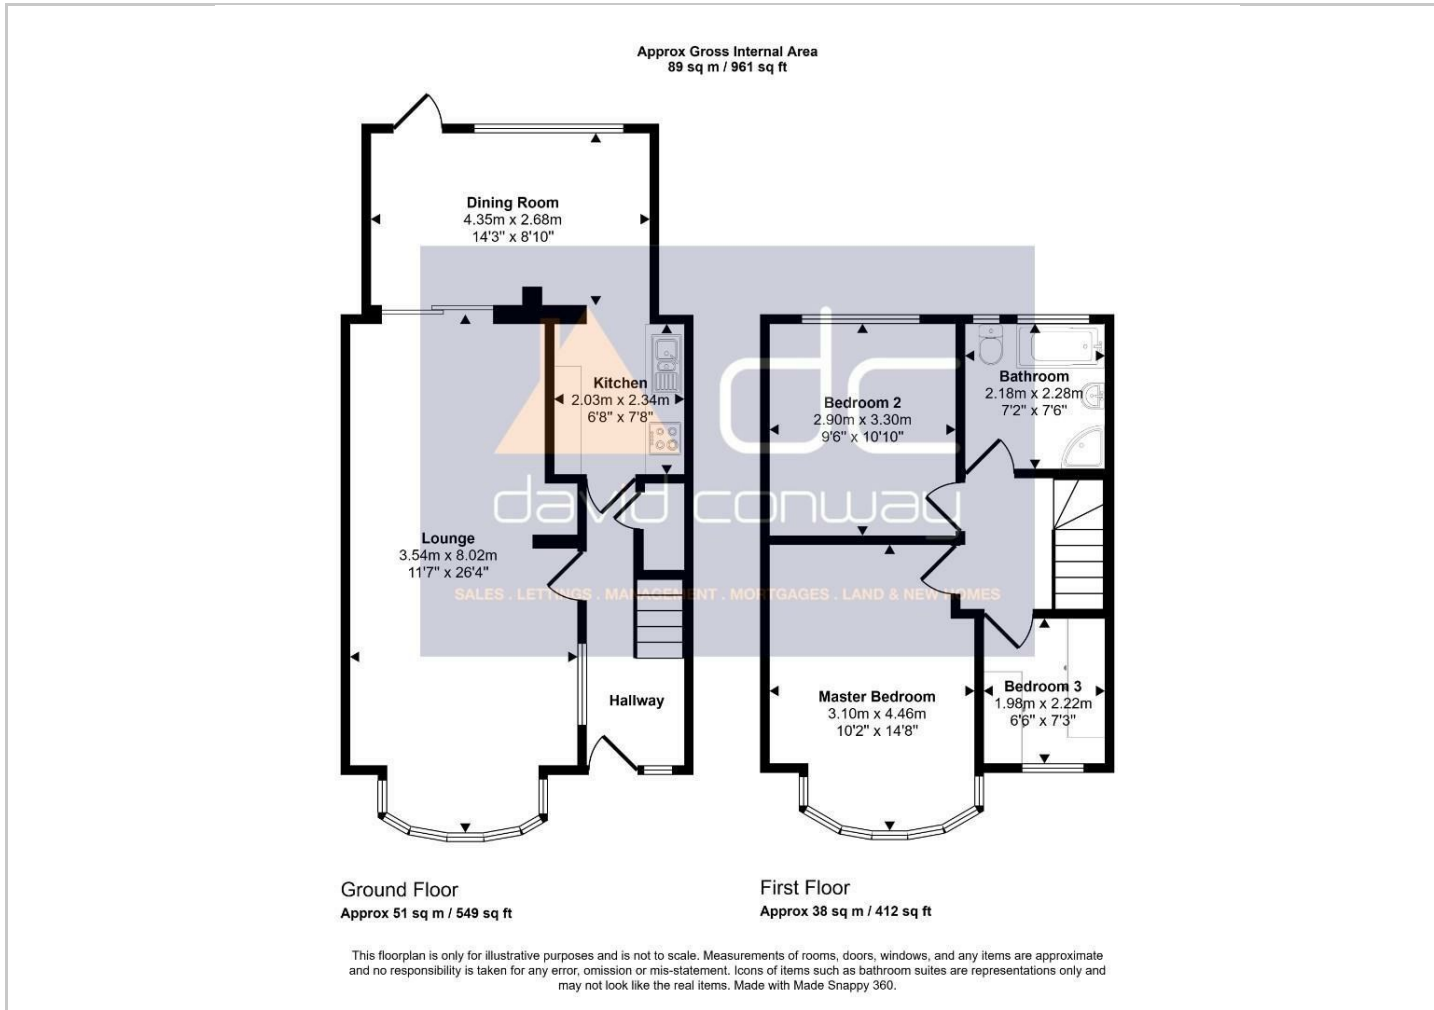 Approx Gross Internal Area
89 sq m / 961 sq ft
Dining Room
4.35m x 2.68m
14'3" x 8'10"
Kitchen
2.03m x 2.34m
6'8" x 7'8"
Lounge
3.54m x 8.02m
11'7" x 26'4"
Hallway
Bedroom 2
2.90m x 3.30m
9'6" x 10'10"
Bathroom
2.18m x 2.28m
7'2" x 7'6"
Master Bedroom
3.10m x 4.46m
10'2" x 14'8"
Bedroom 3
1.98m x 2.22m
6'6" x 7'3"
dc
david conway
SALES . LETTINGS . MANAGEMENT . MORTGAGES . LAND & NEW HOMES
Ground Floor
Approx 51 sq m / 549 sq ft
First Floor
Approx 38 sq m / 412 sq ft
This floorplan is only for illustrative purposes and is not to scale. Measurements of rooms, doors, windows, and any items are approximate
and no responsibility is taken for any error, omission or mis-statement. Icons of items such as bathroom suites are representations only and
may not look like the real items. Made with Made Snappy 360.